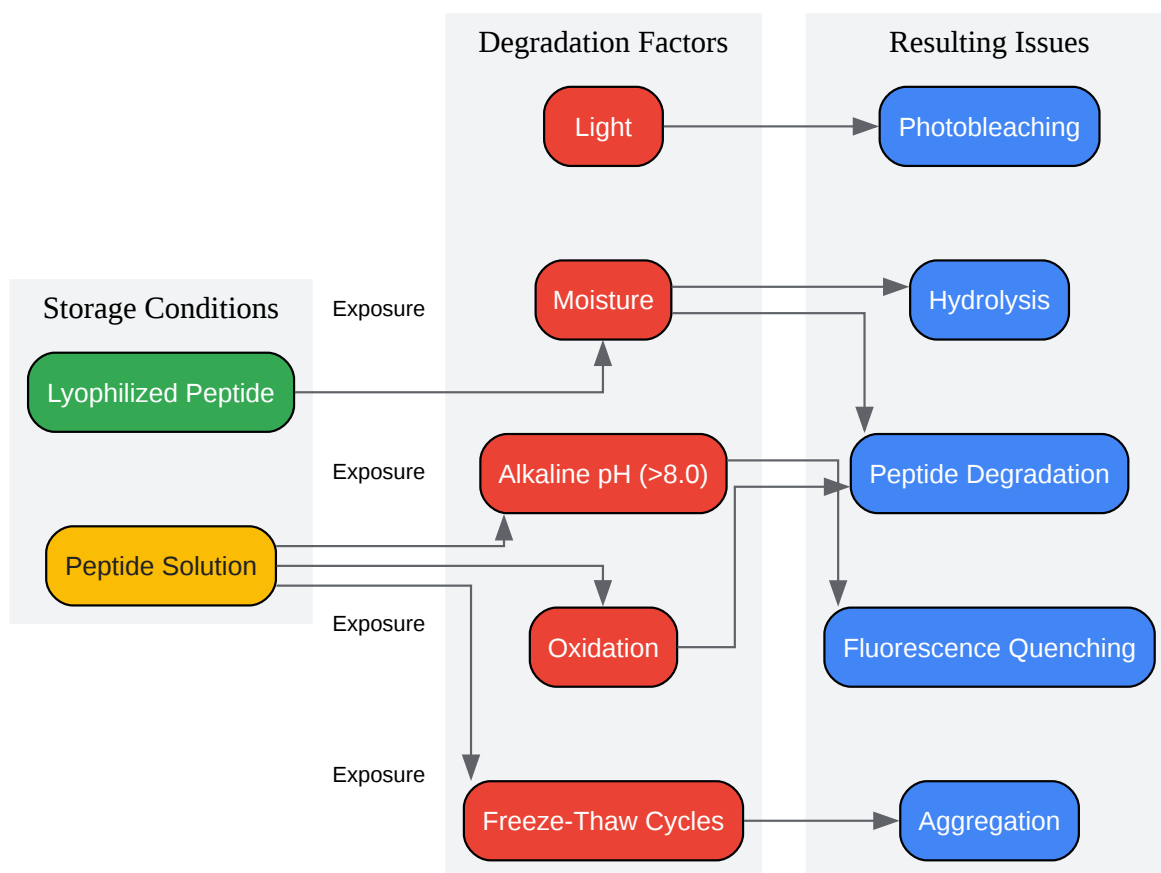 Degradation Factors
Resulting Issues
Light
Photobleaching
Storage Conditions
Exposure
Moisture
Hydrolysis
Lyophilized Peptide
Exposure
Alkaline pH (>8.0)
Peptide Degradation
Peptide Solution
Exposure
Oxidation
Fluorescence Quenching
Exposure
Freeze-Thaw Cycles
Aggregation